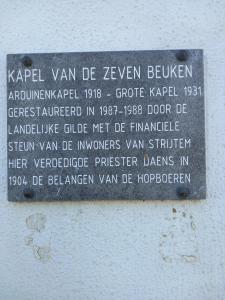 KAPEL VAN DE ZEVEN BEUKEN
ARDUINENKAPEL 1918 - GROTE KAPEL 1931
GERESTAUREERD IN 1987-1988 DOOR DE
LANDELIJKE GILDE MET DE FINANCIELE
STEUN VAN DE INWONERS VAN STRIJTEM
HIER VERDEDIGDE PRIESTER DAENS IN
1904 DE BELANGEN VAN DE HOPBOEREN